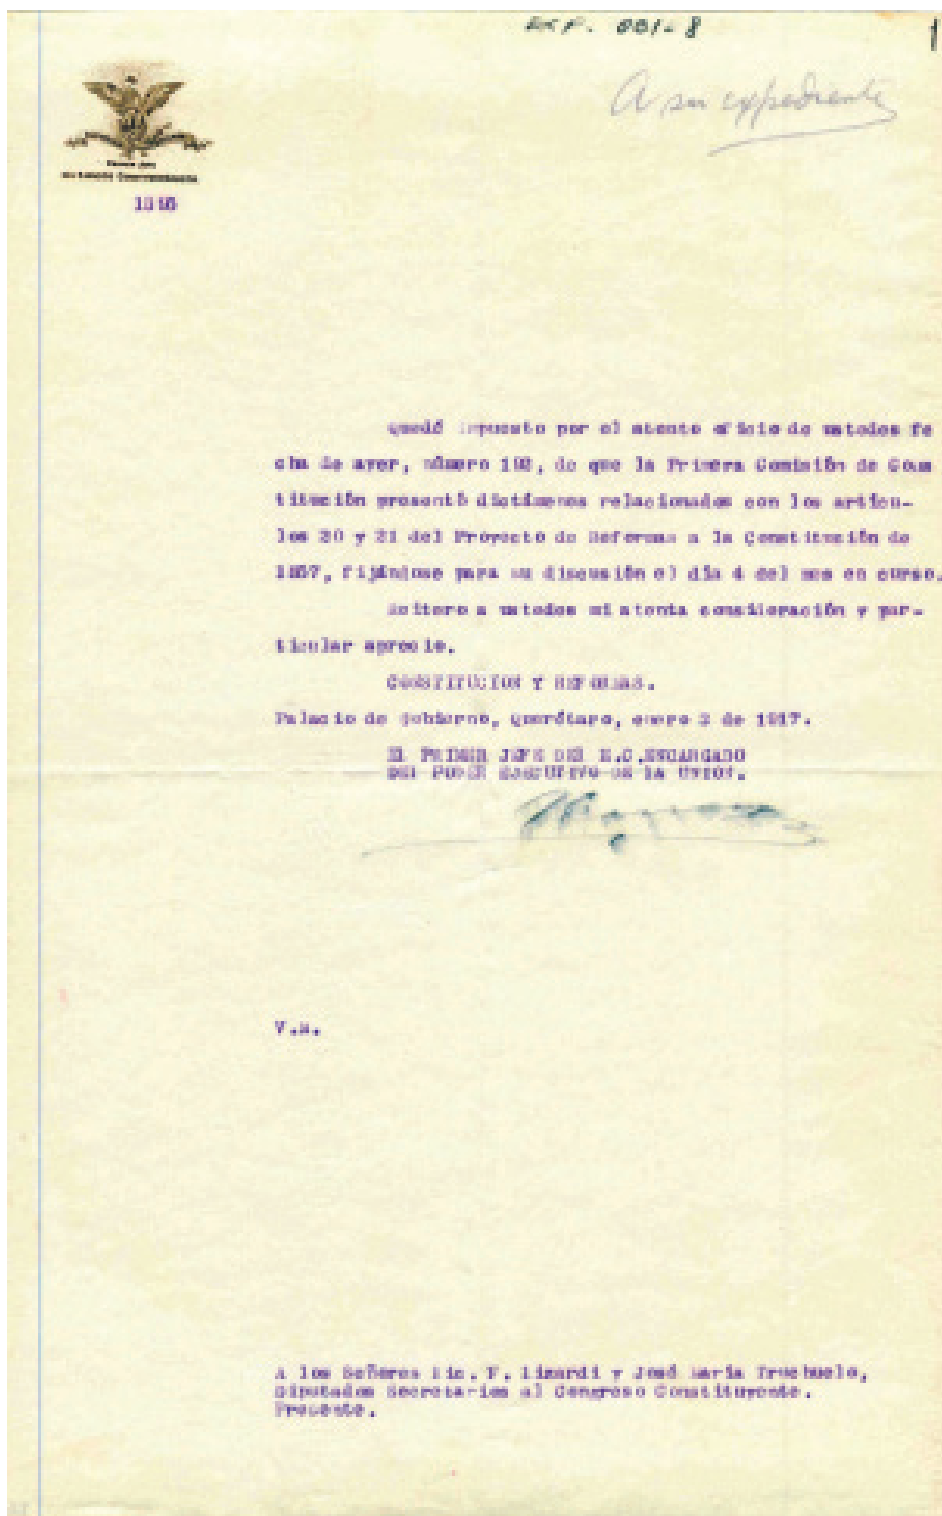 EXP. 001-8
1
A su expediente
PRIMER JEFE
DEL EJERCITO CONSTITUCIONALISTA
Quedó impuesto por el atento oficio de ustedes fe
cha de ayer, número 192, de que la Primera Comisión de Cons
titución presentó dictámenes relacionados con los artícu-
los 20 y 21 del Proyecto de Reformas a la Constitución de
1857, fijándose para su discusión el día 4 del mes en curso.
Reitero a ustedes mi atenta consideración y par-
ticular aprecio.
CONSTITUCION Y REFORMAS.
Palacio de Gobierno, Querétaro, enero 3 de 1917.
EL PRIMER JEFE DEL E.C.ENCARGADO
DEL PODER EJECUTIVO DE LA UNION.
A los Señores Lic. F. Lizardi y José María Truchuelo,
Diputados Secretarios al Congreso Constituyente.
Presente.